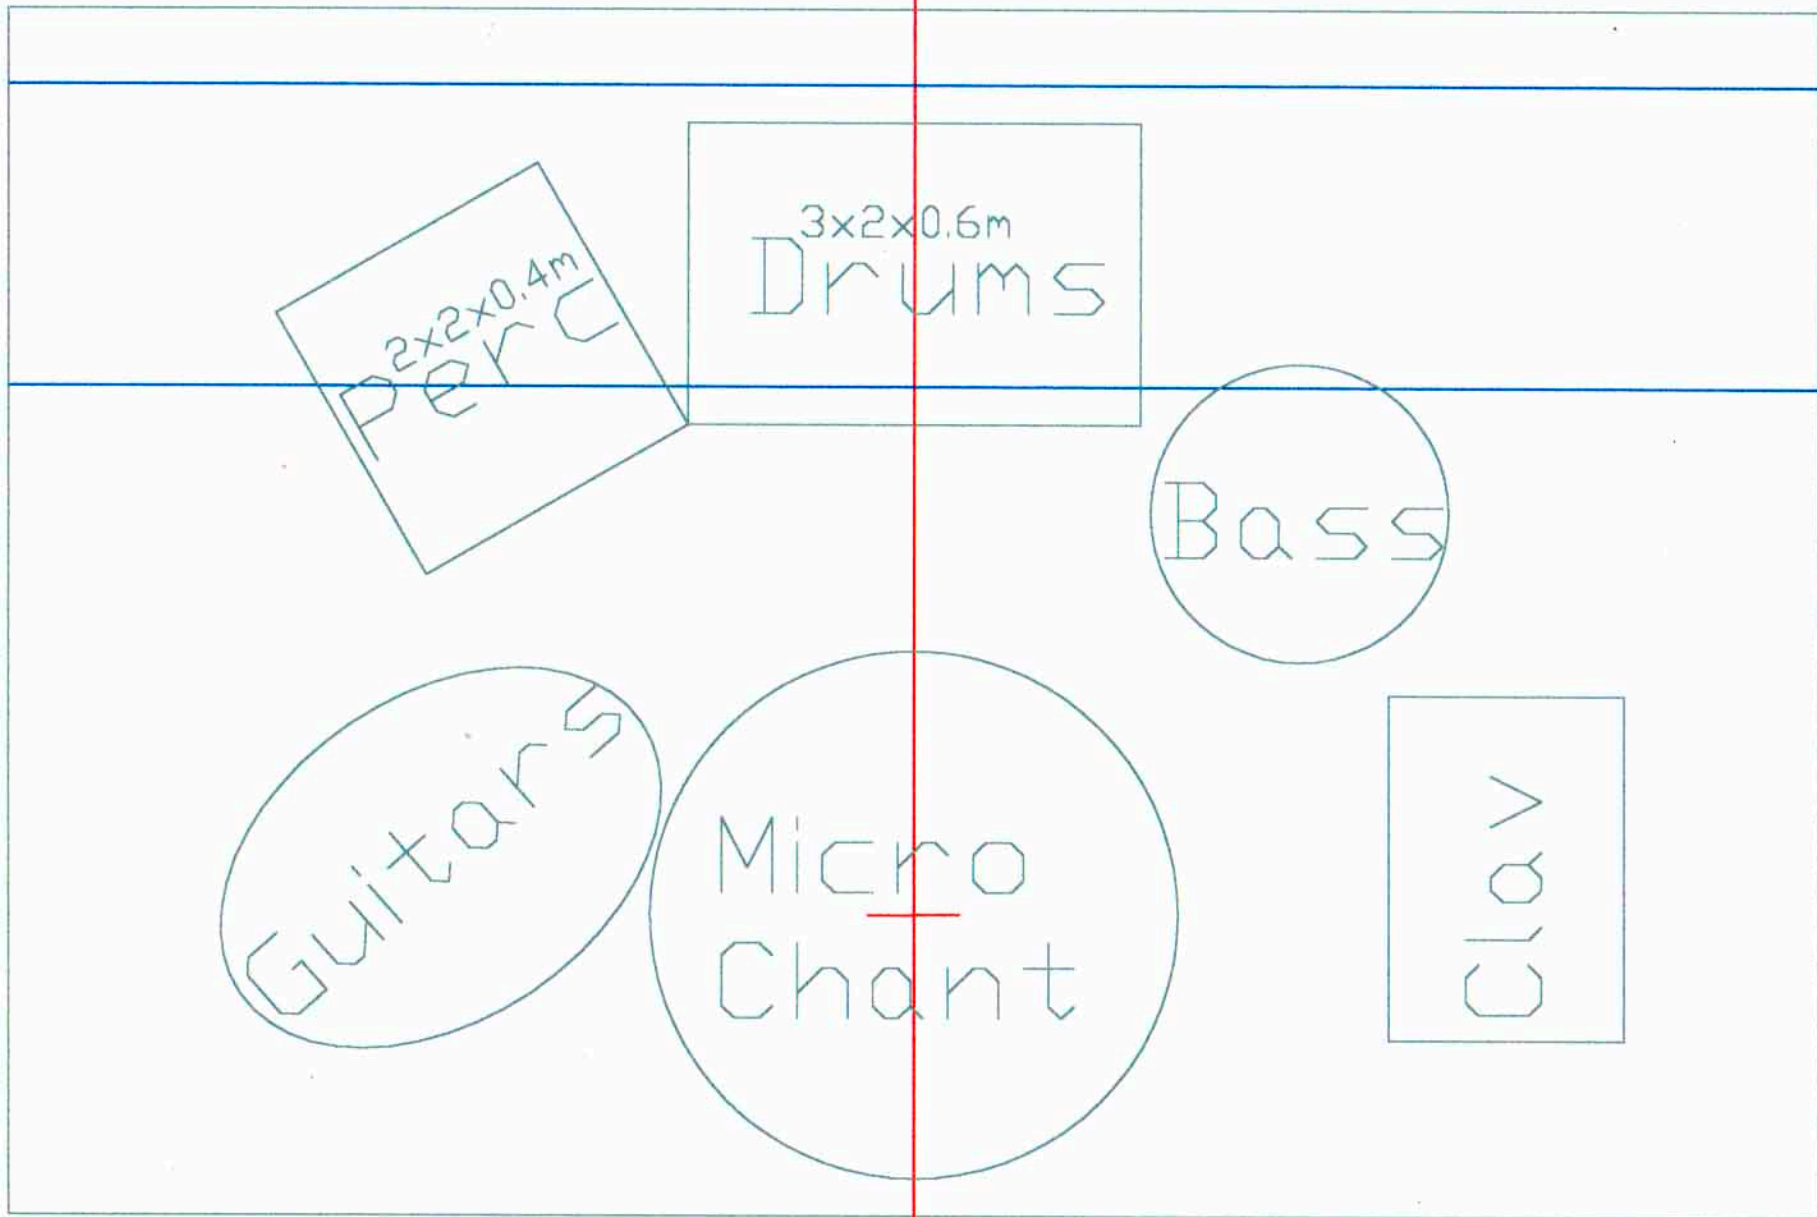 3x2x0.6m
Drums
2x2x0.4m
Perc
Bass
Guitars
Micro
Chant
Clav